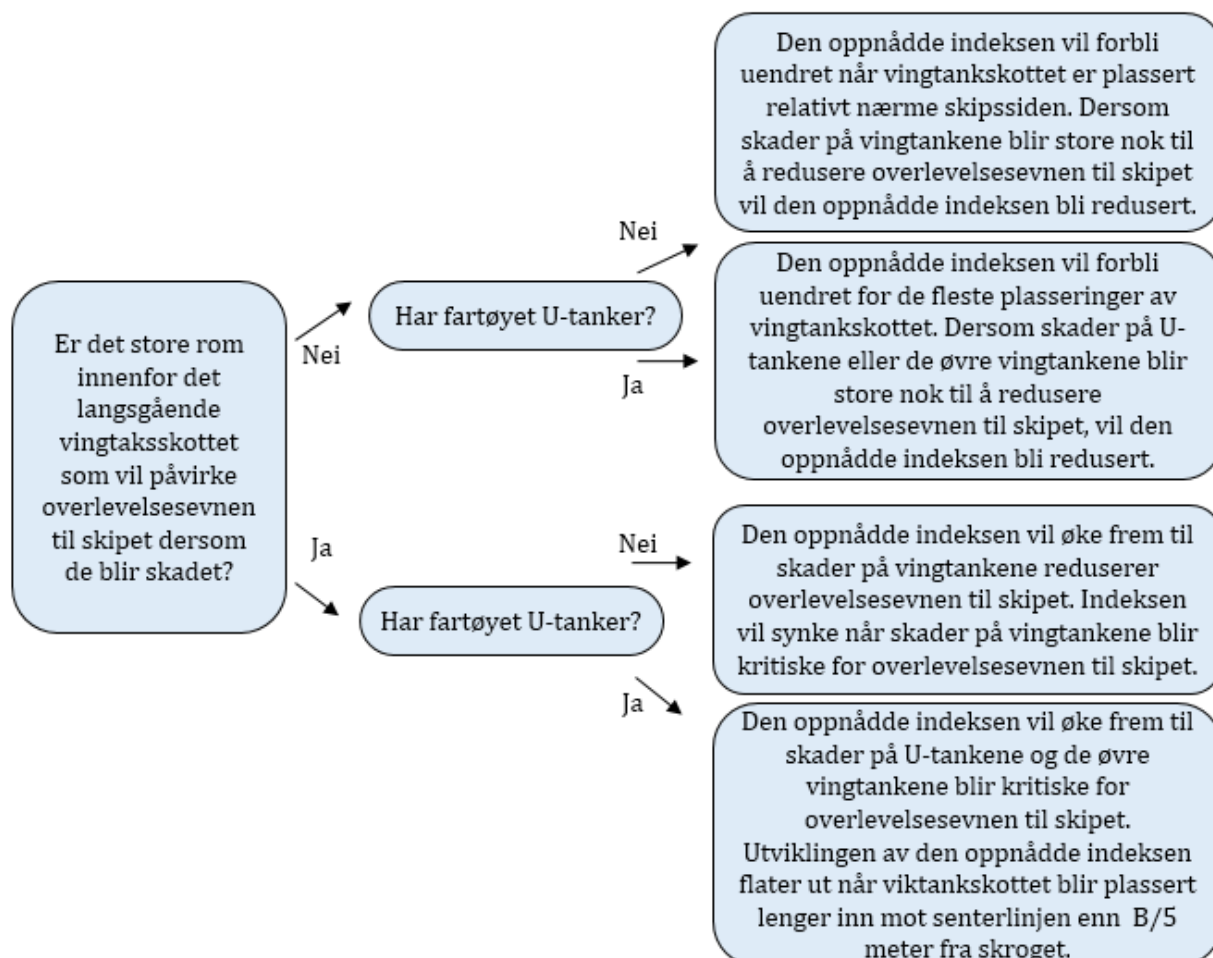 Er det store rom
innenfor det
langsgående
vingtaksskottet
som vil påvirke
overlevelsesevnen
til skipet dersom
de blir skadet?
Nei
Har fartøyet U-tanker?
Nei
Den oppnådde indeksen vil forbli
uendret når vingtankskottet er plassert
relativt nærme skipssiden. Dersom
skader på vingtankene blir store nok til
å redusere overlevelsesevnen til skipet
vil den oppnådde indeksen bli redusert.
Ja
Den oppnådde indeksen vil forbli
uendret for de fleste plasseringer av
vingtankskottet. Dersom skader på U-
tankene eller de øvre vingtankene blir
store nok til å redusere
overlevelsesevnen til skipet, vil den
oppnådde indeksen bli redusert.
Ja
Har fartøyet U-tanker?
Nei
Den oppnådde indeksen vil øke frem til
skader på vingtankene reduserer
overlevelsesevnen til skipet. Indeksen
vil synke når skader på vingtankene blir
kritiske for overlevelsesevnen til skipet.
Ja
Den oppnådde indeksen vil øke frem til
skader på U-tankene og de øvre
vingtankene blir kritiske for
overlevelsesevnen til skipet.
Utviklingen av den oppnådde indeksen
flater ut når viktankskottet blir plassert
lenger inn mot senterlinjen enn B/5
meter fra skroget.